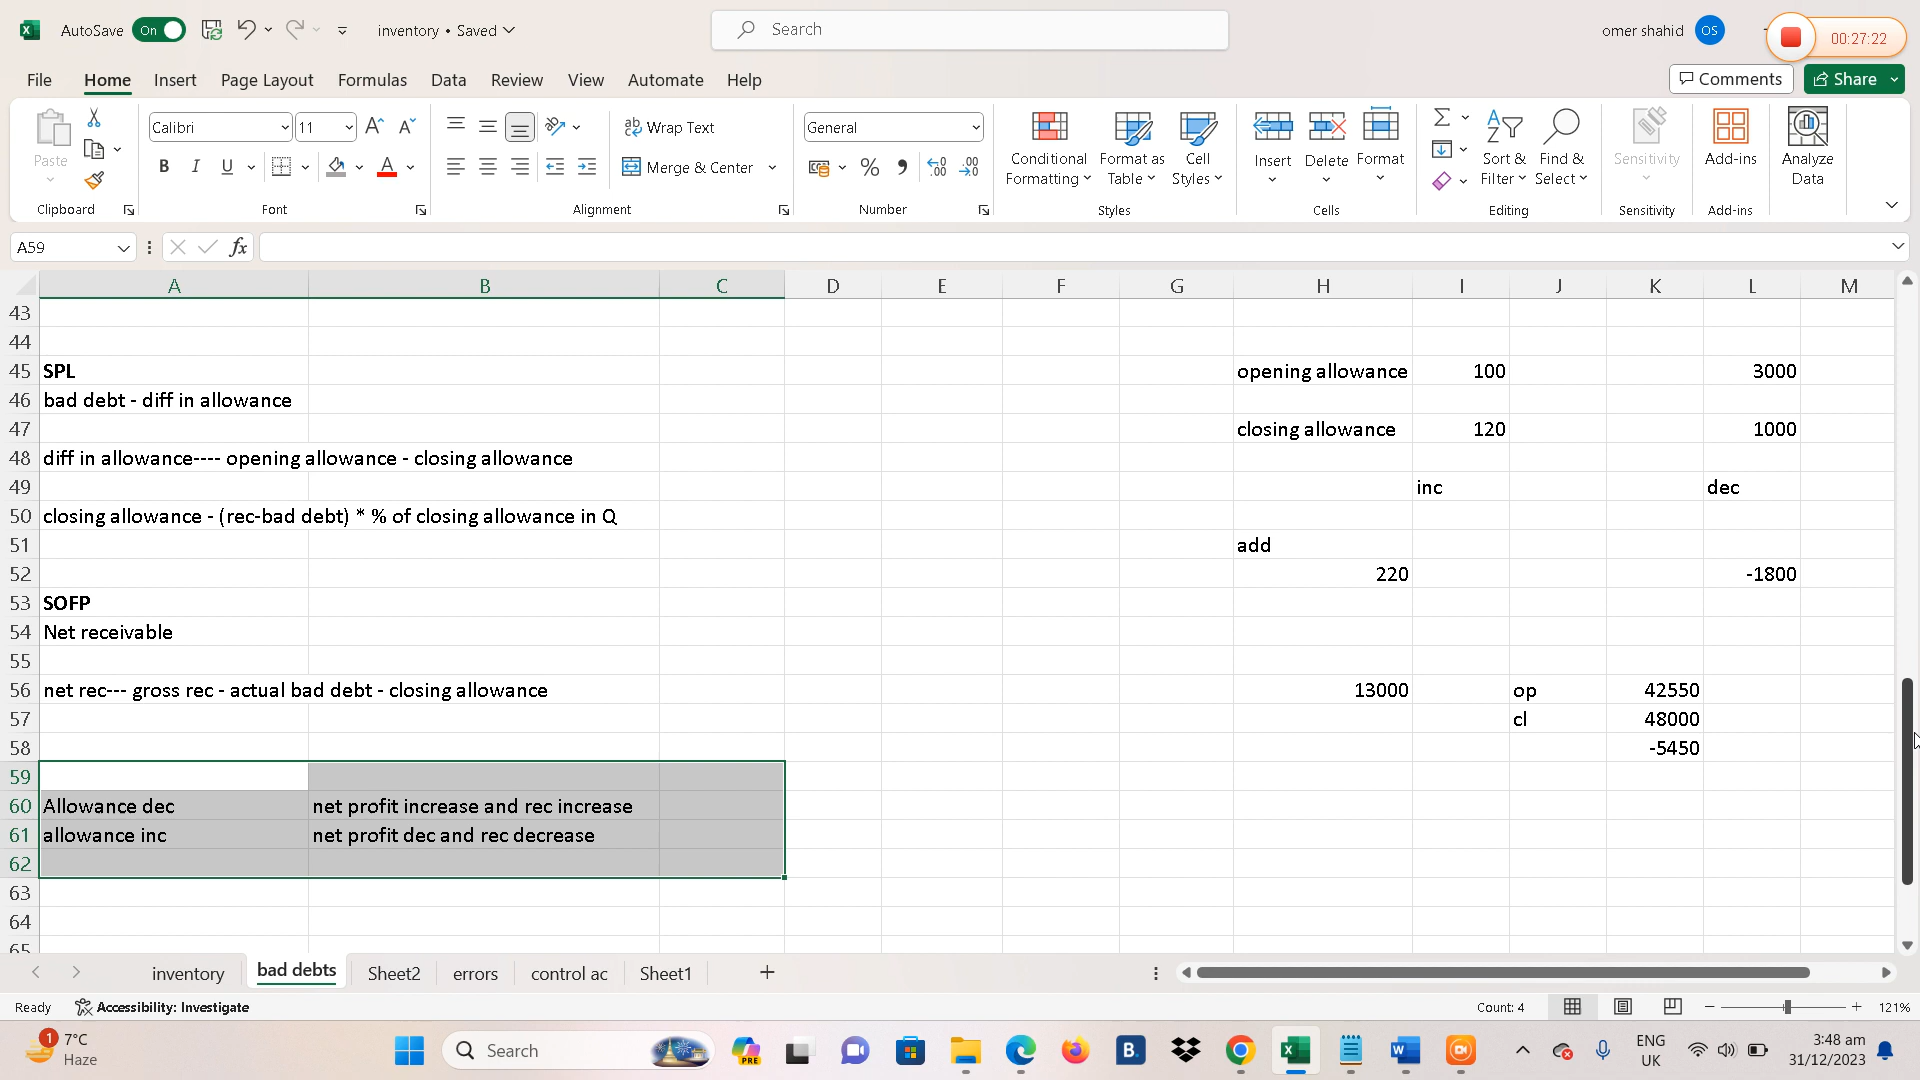 AutoSave On inventory • Saved Search omer shahid OS 00:27:22
File Home Insert Page Layout Formulas Data Review View Automate Help Comments Share
Paste Calibri 11 Wrap Text General Conditional Formatting Format as Table Cell Styles Insert Delete Format Sort & Filter Find & Select Sensitivity Add-ins Analyze Data
B I U Merge & Center % 
Clipboard Font Alignment Number Styles Cells Editing Sensitivity Add-ins
A59 fx
A B C D E F G H I J K L M
43
44
45 SPL opening allowance 100 3000
46 bad debt - diff in allowance
47 closing allowance 120 1000
48 diff in allowance---- opening allowance - closing allowance
49 inc dec
50 closing allowance - (rec-bad debt) * % of closing allowance in Q
51 add
52 220 -1800
53 SOFP
54 Net receivable
55
56 net rec--- gross rec - actual bad debt - closing allowance 13000 op 42550
57 cl 48000
58 -5450
59
60 Allowance dec net profit increase and rec increase
61 allowance inc net profit dec and rec decrease
62
63
64
65
inventory bad debts Sheet2 errors control ac Sheet1
Ready Accessibility: Investigate Count: 4 121%
1 7°C Haze Search PRE B. ENG UK 3:48 am 31/12/2023